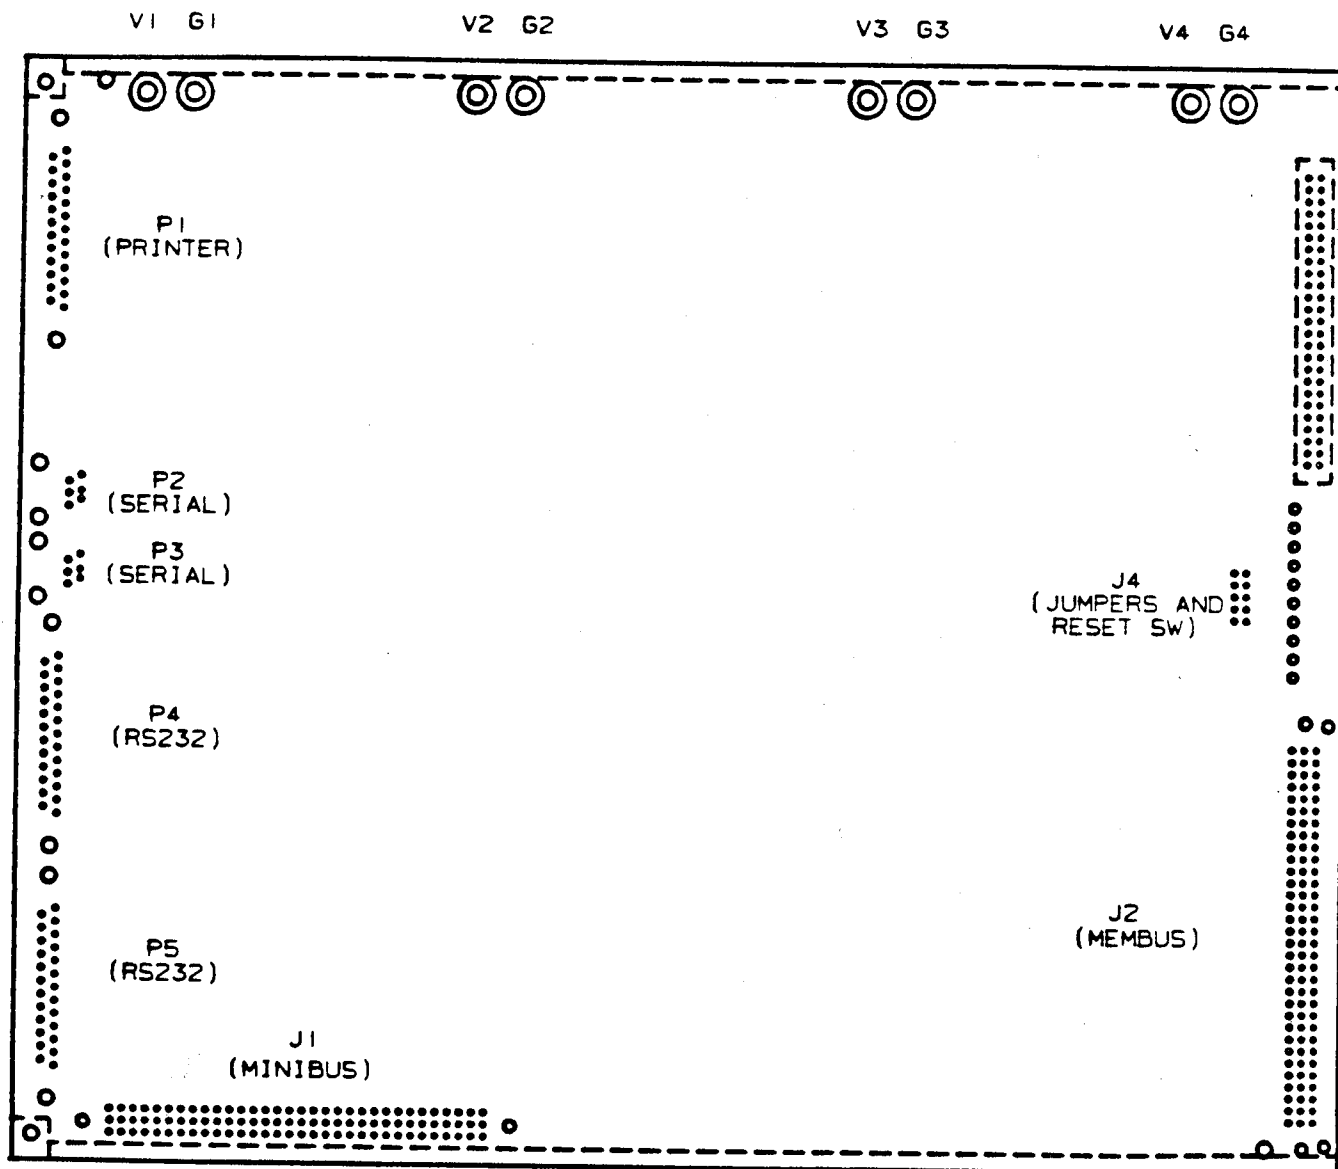 V1 G1 V2 G2 V3 G3 V4 G4
P1
(PRINTER)
P2
(SERIAL)
P3
(SERIAL)
J4
(JUMPERS AND
RESET SW)
P4
(RS232)
J2
(MEMBUS)
P5
(RS232)
J1
(MINIBUS)